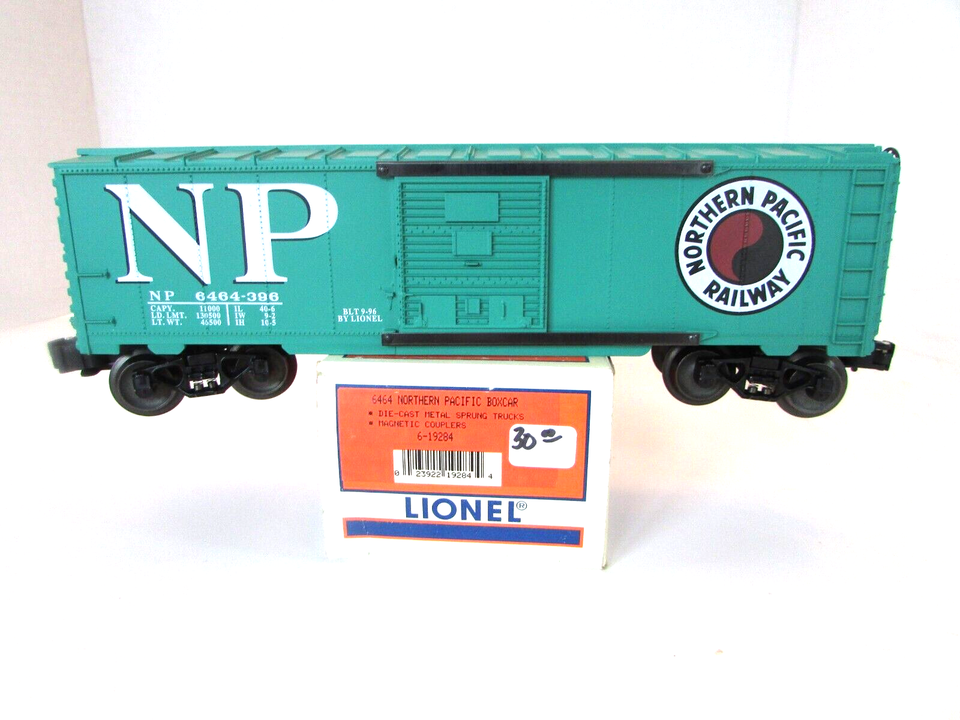 NP
NP 6464-396
CAPY. 11000 IL 40-6
LD. LMT. 130500 IW 9-2
LT. WT. 46500 IH 10-5
BLT 9-96
BY LIONEL
NORTHERN PACIFIC
RAILWAY
6464 NORTHERN PACIFIC BOXCAR
▪ DIE-CAST METAL SPRUNG TRUCKS
▪ MAGNETIC COUPLERS
6-19284
30.00
0 23922 19284 4
LIONEL®